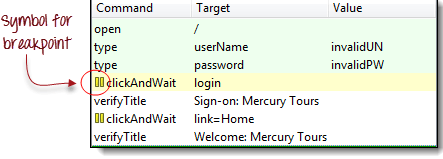 Symbol for
breakpoint
Command Target Value
open /
type userName invalidUN
type password invalidPW
clickAndWait login
verifyTitle Sign-on: Mercury Tours
clickAndWait link=Home
verifyTitle Welcome: Mercury Tours